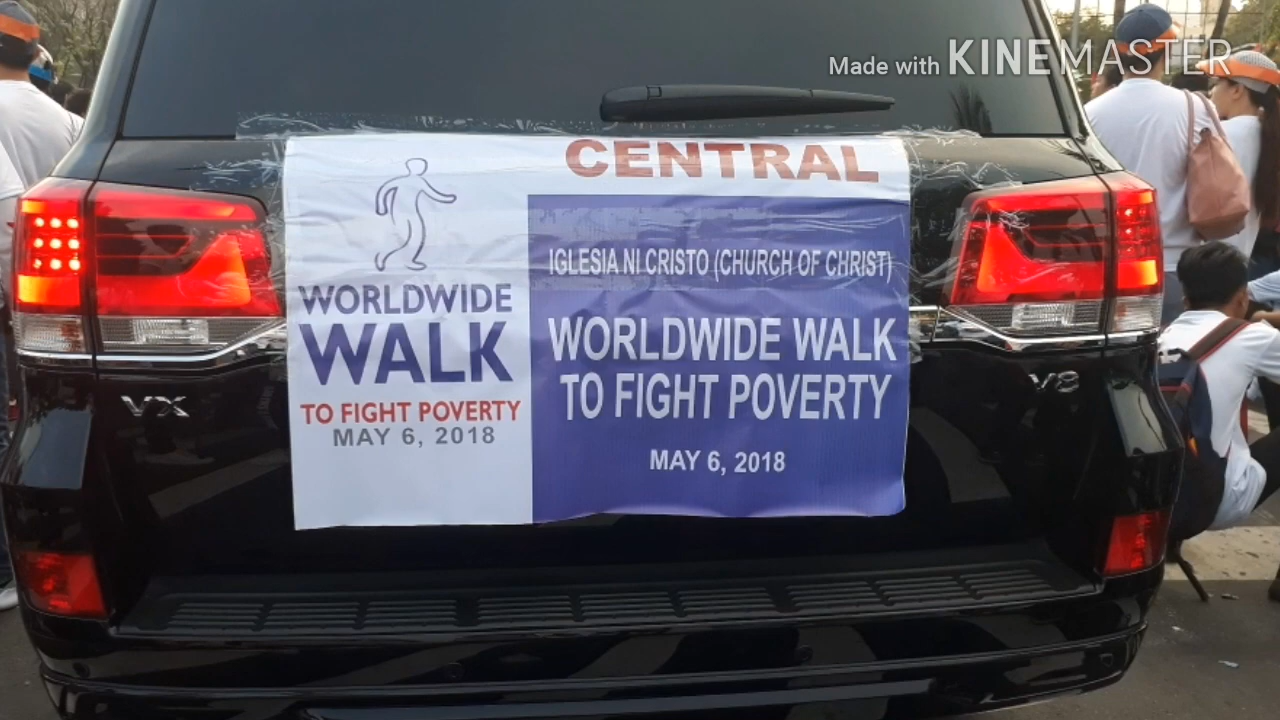 Made with KINEMASTER
CENTRAL
WORLDWIDE
WALK
TO FIGHT POVERTY
MAY 6, 2018
IGLESIA NI CRISTO (CHURCH OF CHRIST)
WORLDWIDE WALK
TO FIGHT POVERTY
MAY 6, 2018
VX
V8